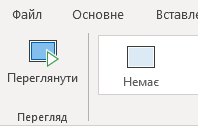 Файл Основне Вставле
Переглянути
Немає
Перегляд